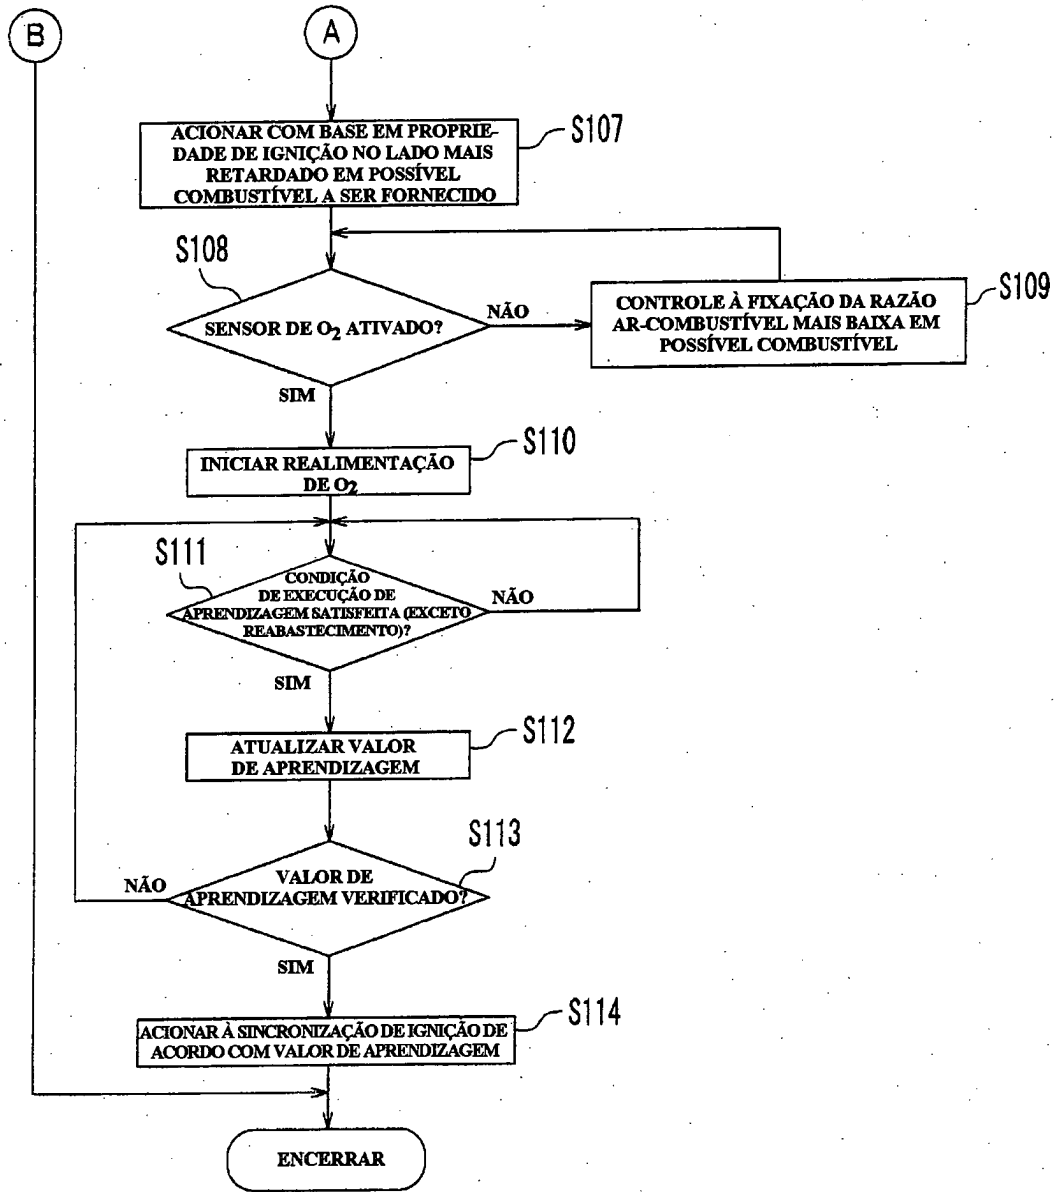 B
A
S107
ACIONAR COM BASE EM PROPRIE-
DADE DE IGNIÇÃO NO LADO MAIS
RETARDADO EM POSSÍVEL
COMBUSTÍVEL A SER FORNECIDO
S108
SENSOR DE O2 ATIVADO?
NÃO
SIM
S109
CONTROLE À FIXAÇÃO DA RAZÃO
AR-COMBUSTÍVEL MAIS BAIXA EM
POSSÍVEL COMBUSTÍVEL
S110
INICIAR REALIMENTAÇÃO
DE O2
S111
CONDIÇÃO
DE EXECUÇÃO DE
APRENDIZAGEM SATISFEITA (EXCETO
REABASTECIMENTO)?
NÃO
SIM
S112
ATUALIZAR VALOR
DE APRENDIZAGEM
S113
VALOR DE
APRENDIZAGEM VERIFICADO?
NÃO
SIM
S114
ACIONAR À SINCRONIZAÇÃO DE IGNIÇÃO DE
ACORDO COM VALOR DE APRENDIZAGEM
ENCERRAR